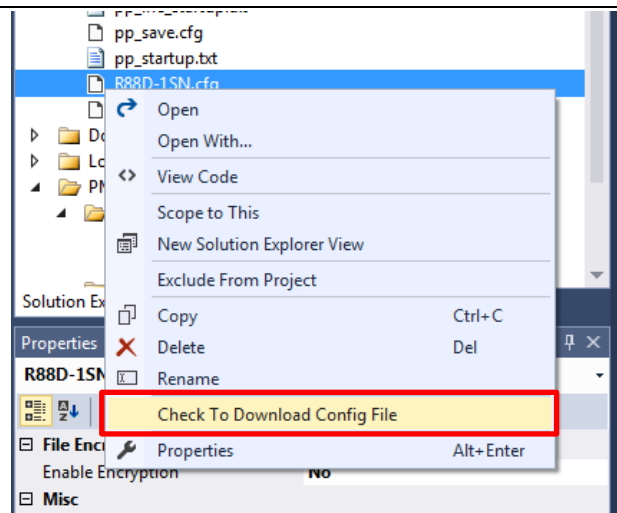 pp_save.cfg
pp_startup.txt
R88D-1SN.cfg
Open
Open With...
View Code
Scope to This
New Solution Explorer View
Exclude From Project
Solution Ex
Copy Ctrl+C
Properties
Delete Del
R88D-1SN
Rename
Check To Download Config File
File Enc
Properties Alt+Enter
Enable Encryption No
Misc